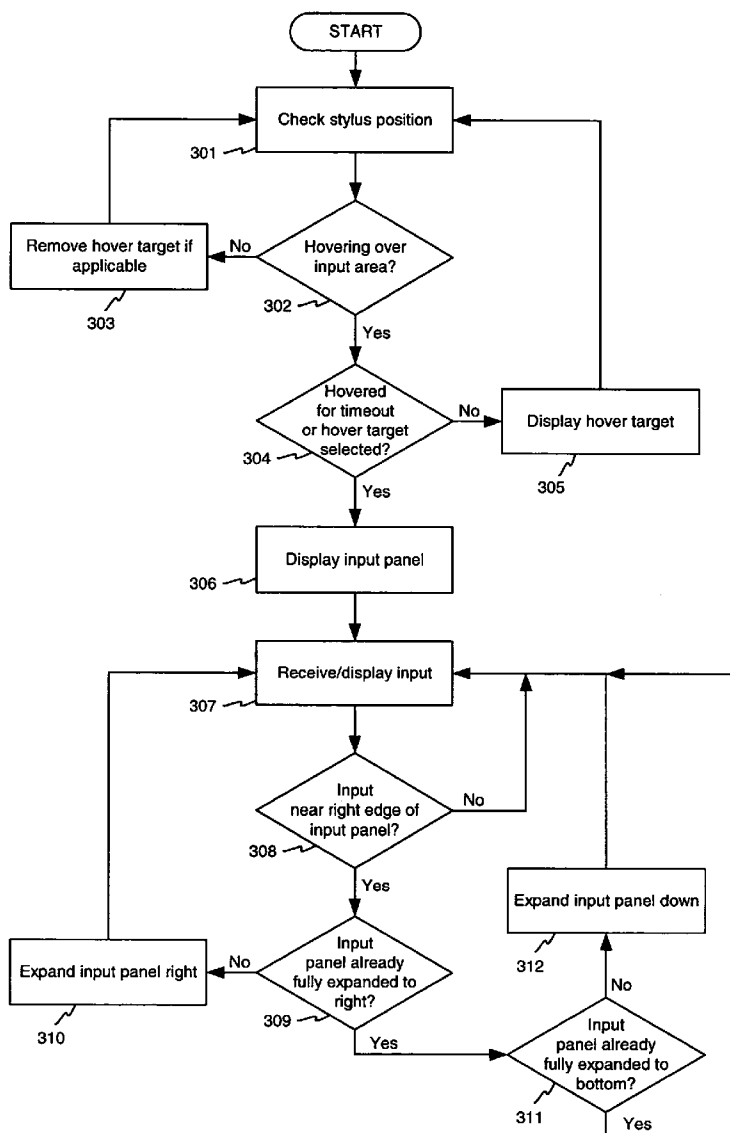 START
Check stylus position
301
Remove hover target if
applicable
303
No
Hovering over
input area?
302
Yes
Hovered
for timeout
or hover target
selected?
304
No
Display hover target
305
Yes
Display input panel
306
Receive/display input
307
Input
near right edge of
input panel?
308
No
Yes
Expand input panel down
312
Expand input panel right
310
No
Input
panel already
fully expanded to
right?
309
Yes
No
Input
panel already
fully expanded to
bottom?
311
Yes